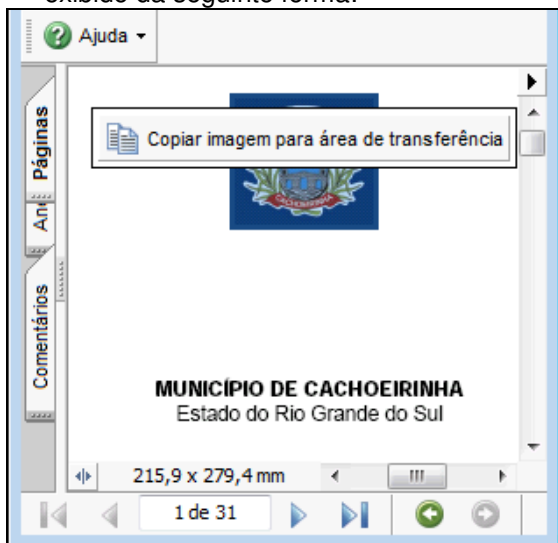 exibido da seguinte forma:
Ajuda
Páginas
Copiar imagem para área de transferência
CACHOEIRINHA
Comentários
MUNICÍPIO DE CACHOEIRINHA
Estado do Rio Grande do Sul
215,9 x 279,4 mm
1 de 31